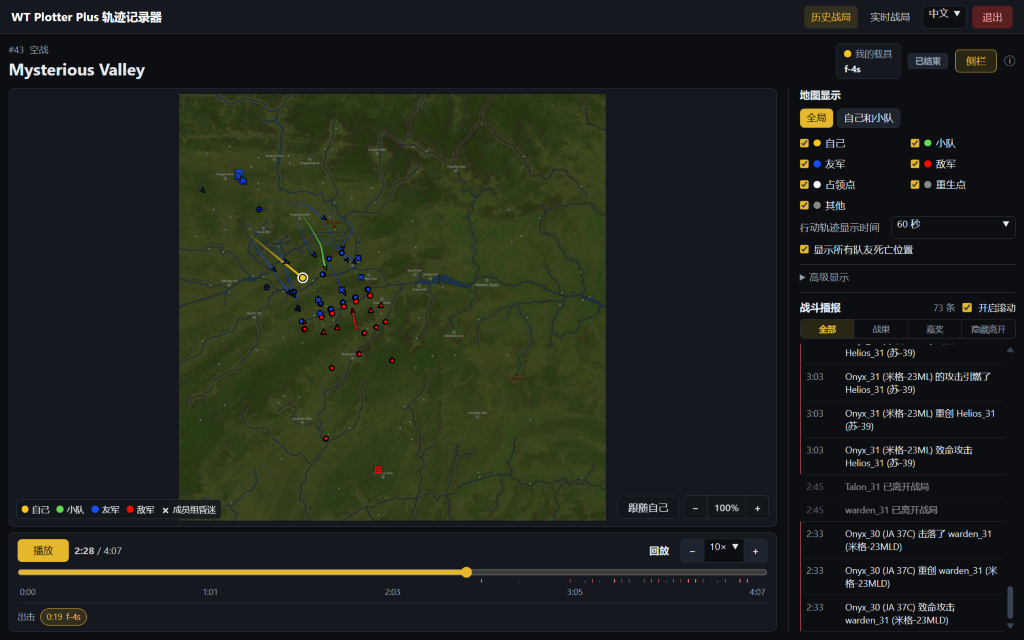 WT Plotter Plus 轨迹记录器
历史战局
实时战局
中文
退出
#43 空战
Mysterious Valley
我的载具
f-4s
已结束
侧栏
地图显示
全局
自己和小队
自己
小队
友军
敌军
占领点
重生点
其他
行动轨迹显示时间
60 秒
显示所有队友死亡位置
高级显示
战斗播报
73 条
开启滚动
全部
战果
嘉奖
隐藏离开
Helios_31 (苏-39)
3:03
Onyx_31 (米格-23ML) 的攻击引燃了
Helios_31 (苏-39)
3:03
Onyx_31 (米格-23ML) 重创 Helios_31
(苏-39)
3:03
Onyx_31 (米格-23ML) 致命攻击
Helios_31 (苏-39)
2:45
Talon_31 已离开战局
2:45
warden_31 已离开战局
2:33
Onyx_30 (JA 37C) 击落了 warden_31
(米格-23MLD)
2:33
Onyx_30 (JA 37C) 重创 warden_31 (米
格-23MLD)
2:33
Onyx_30 (JA 37C) 致命攻击
warden_31 (米格-23MLD)
自己
小队
友军
敌军
成员组昏迷
跟随自己
− 100% +
播放
2:28 / 4:07
回放
− 10× +
0:00
1:01
2:03
3:05
4:07
出击
0:19 f-4s